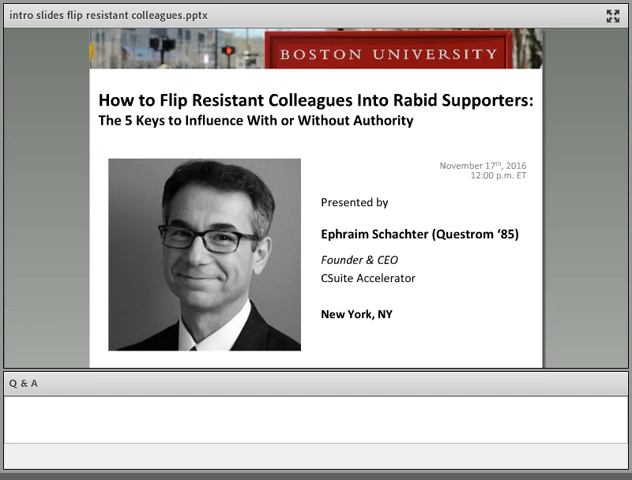 intro slides flip resistant colleagues.pptx
BOSTON UNIVERSITY
How to Flip Resistant Colleagues Into Rabid Supporters:
The 5 Keys to Influence With or Without Authority
November 17th, 2016
12:00 p.m. ET
Presented by
Ephraim Schachter (Questrom ‘85)
Founder & CEO
CSuite Accelerator
New York, NY
Q & A